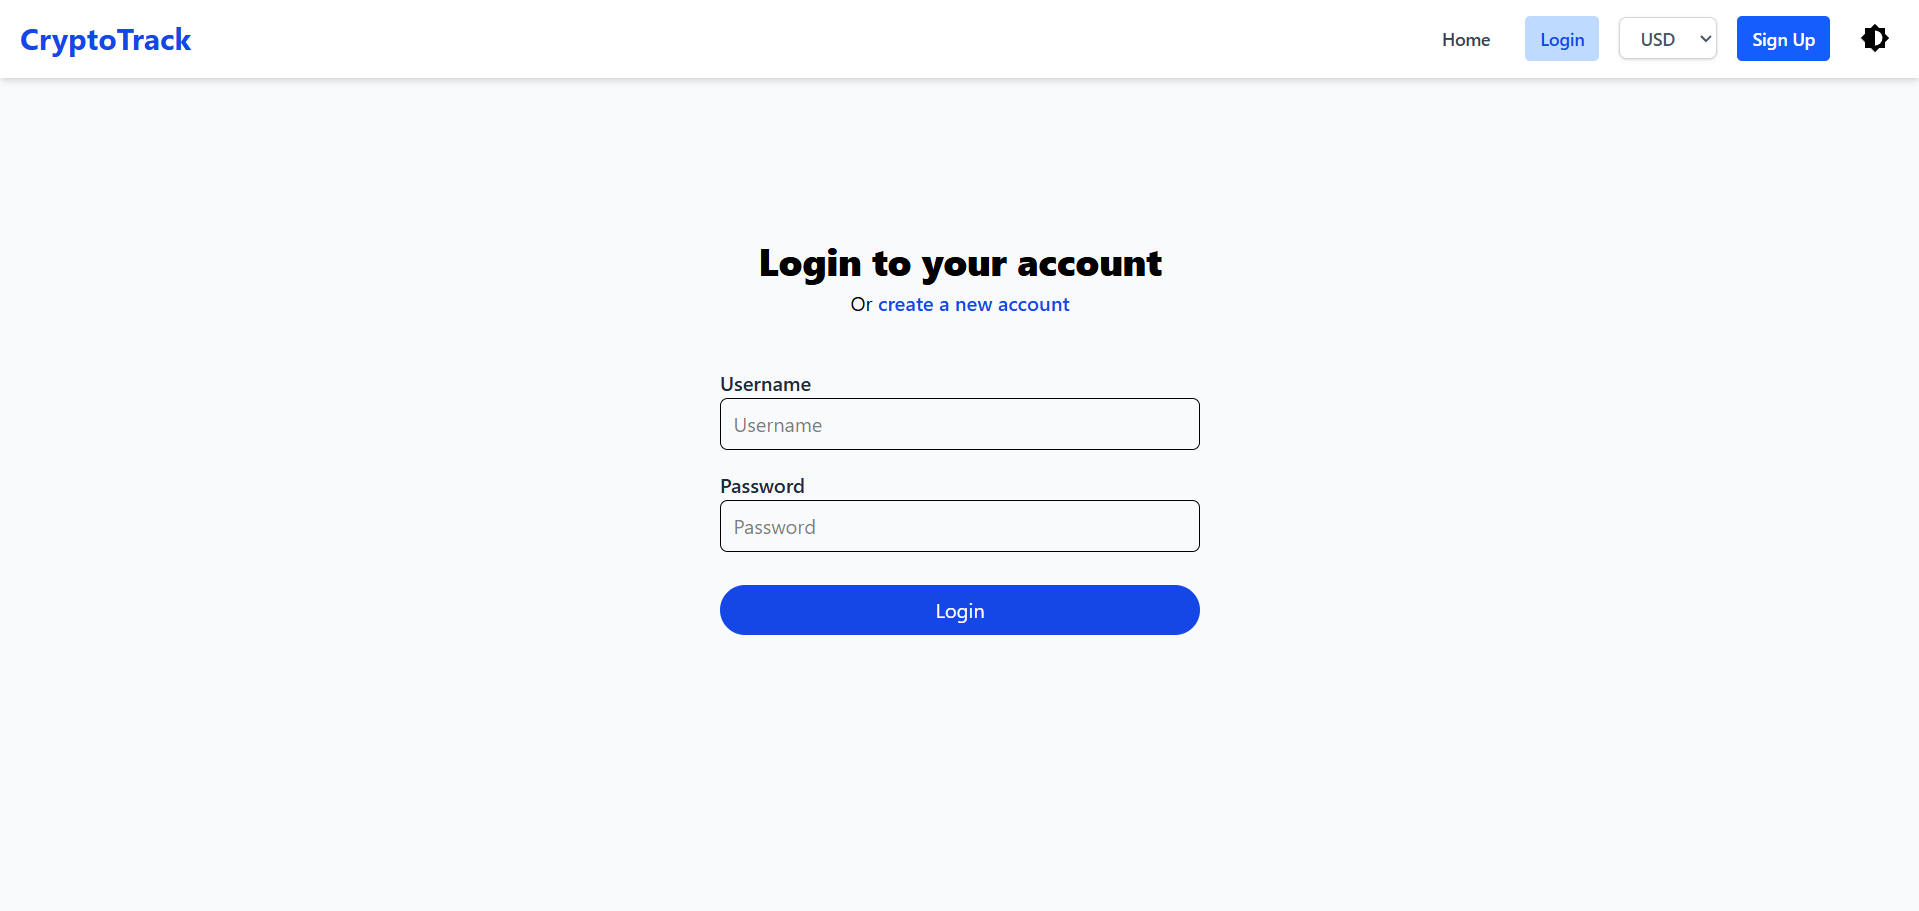 CryptoTrack
Home
Login
USD
Sign Up
Login to your account
Or create a new account
Username
Username
Password
Password
Login